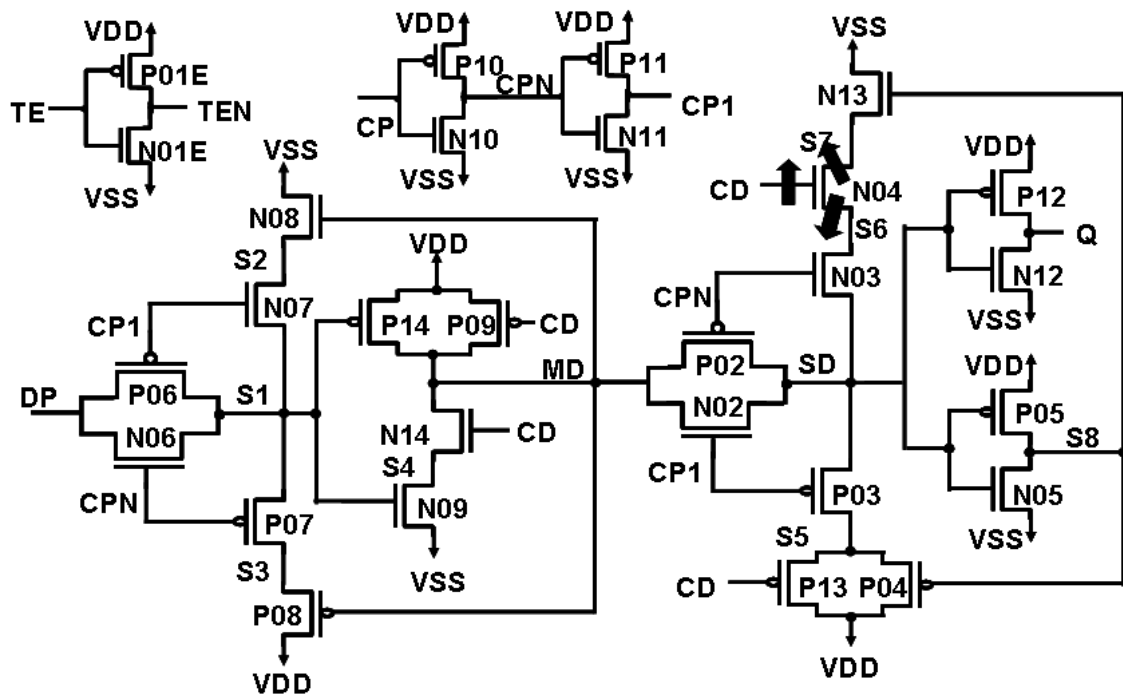 VDD
P01E
TE
TEN
N01E
VSS
VDD
P10
CPN
CP
N10
VSS
VDD
P11
CP1
N11
VSS
VSS
N13
S7
CD
N04
S6
N03
CPN
VDD
P12
Q
N12
VSS
VSS
N08
S2
N07
CP1
VDD
P14
P09
CD
MD
DP
P06
N06
S1
N14
CD
S4
N09
VSS
CPN
P07
S3
P08
VDD
P02
N02
SD
CP1
P03
S5
CD
P13
P04
VDD
VDD
P05
S8
N05
VSS